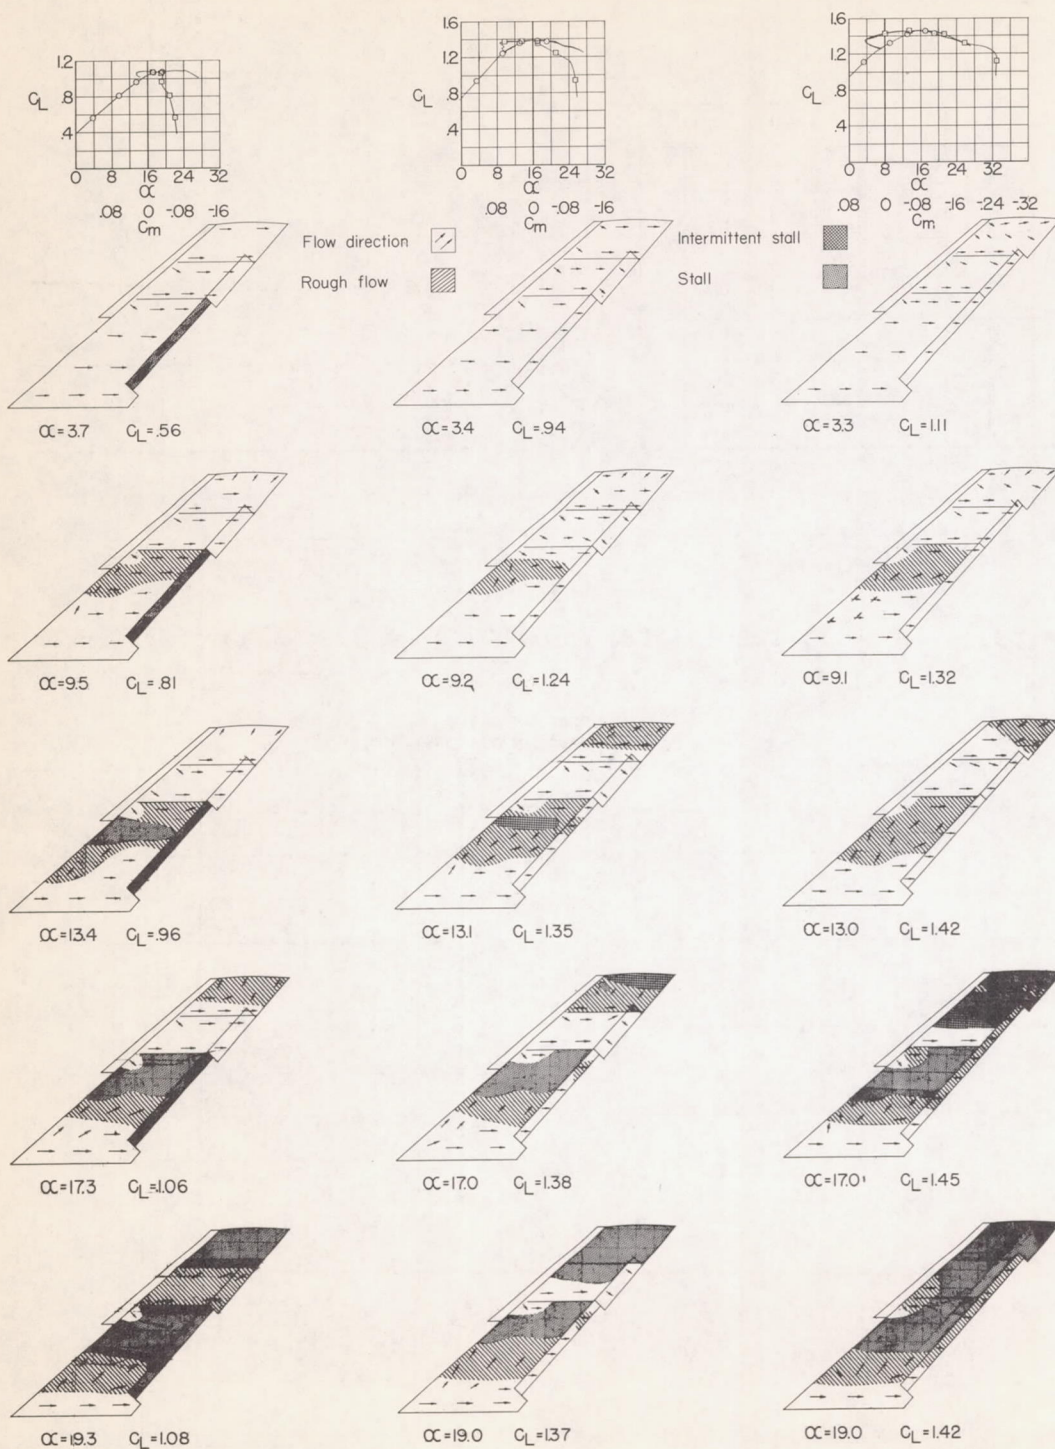 1.2
C_L .8
.4
0 8 16 24 32
α
.08 0 -.08 -.16
C_m
1.6
1.2
C_L .8
.4
0 8 16 24 32
α
.08 0 -.08 -.16
C_m
1.6
1.2
C_L .8
.4
0 8 16 24 32
α
.08 0 -.08 -.16 -.24 -.32
C_m
Flow direction
Rough flow
Intermittent stall
Stall
α=3.7 C_L=.56
α=3.4 C_L=.94
α=3.3 C_L=1.11
α=9.5 C_L=.81
α=9.2 C_L=1.24
α=9.1 C_L=1.32
α=13.4 C_L=.96
α=13.1 C_L=1.35
α=13.0 C_L=1.42
α=17.3 C_L=1.06
α=17.0 C_L=1.38
α=17.0 C_L=1.45
α=19.3 C_L=1.08
α=19.0 C_L=1.37
α=19.0 C_L=1.42